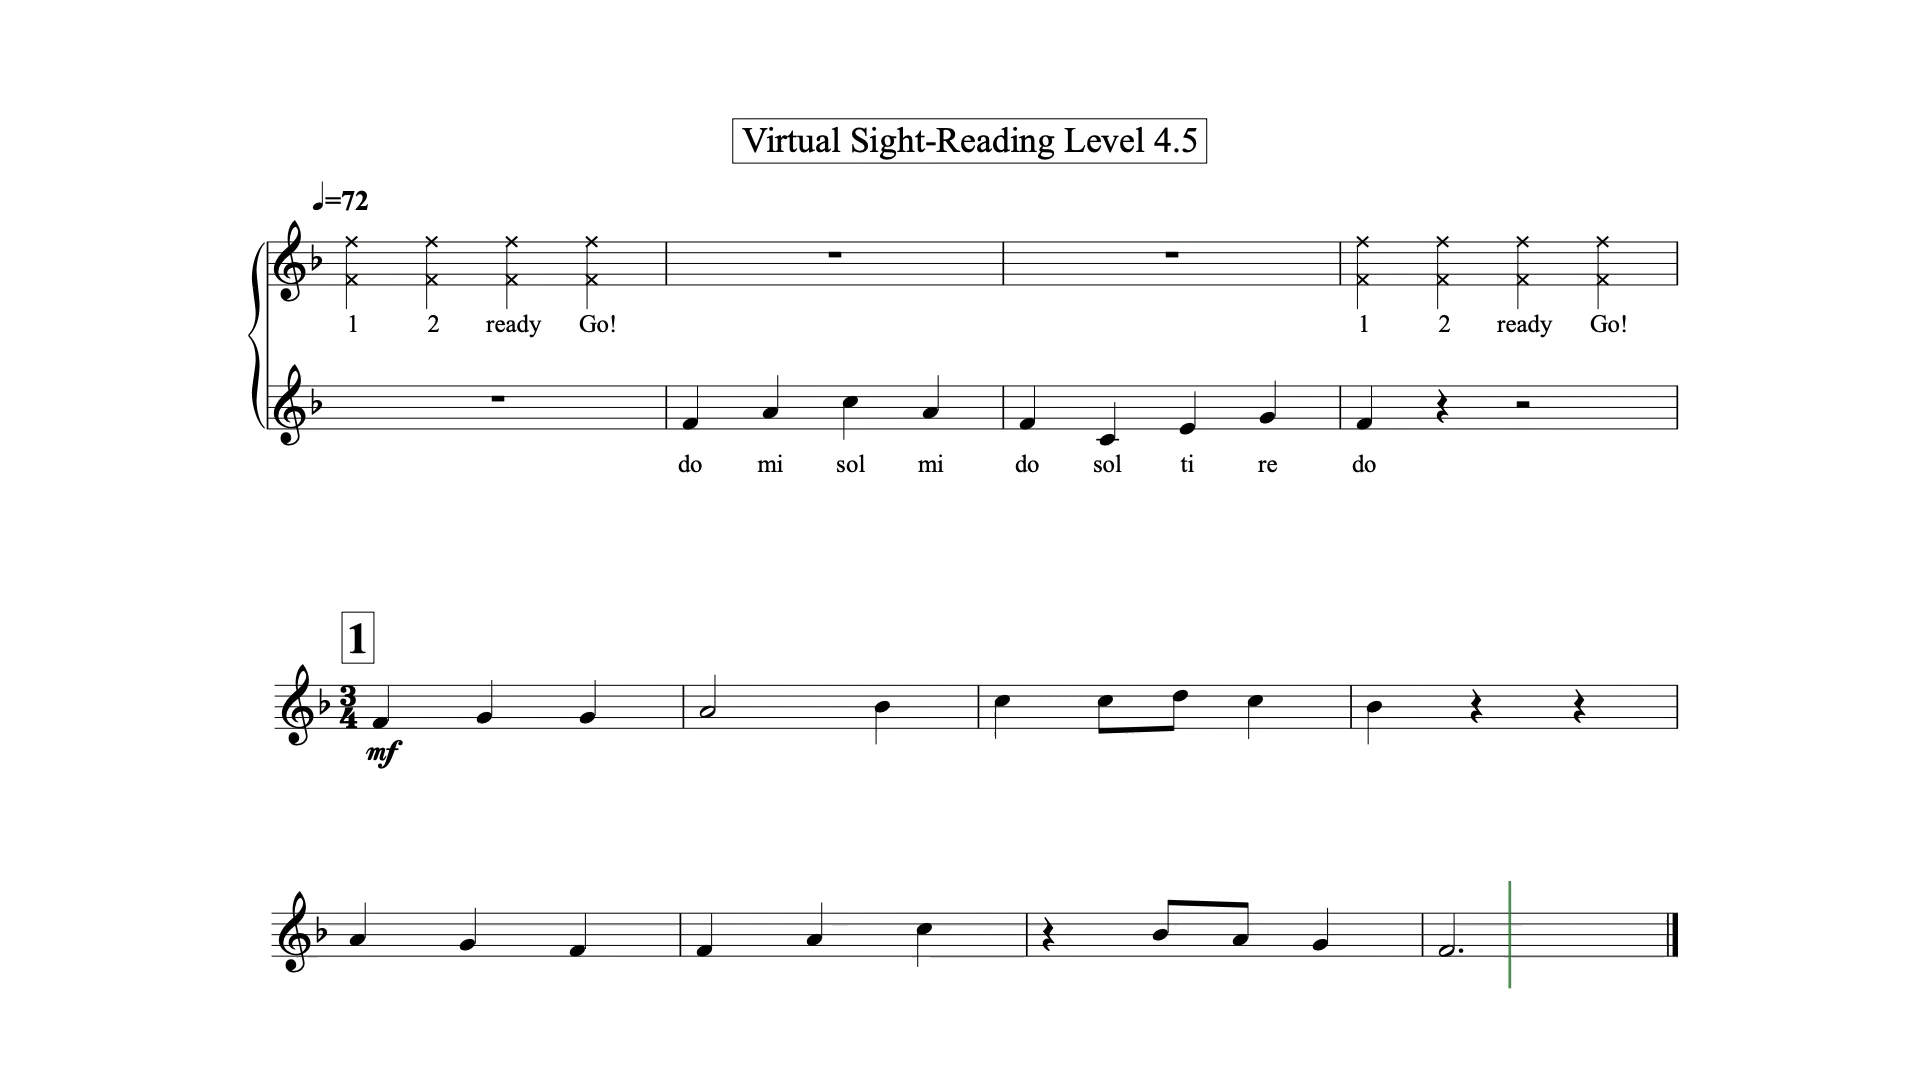 Virtual Sight-Reading Level 4.5
=72
1 2 ready Go! 1 2 ready Go!
do mi sol mi do sol ti re do
1
3
4
mf